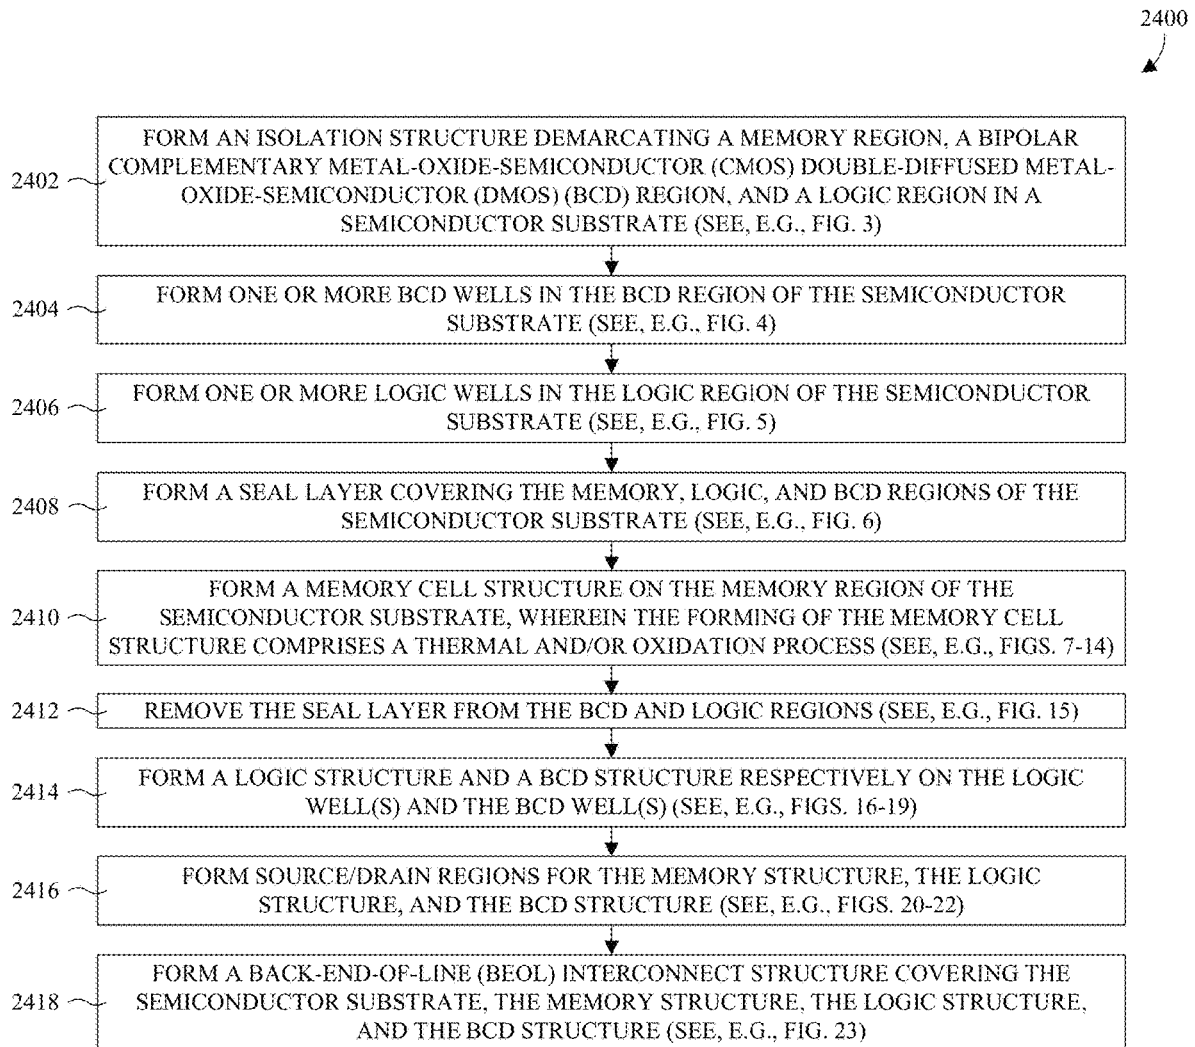 2400
2402
FORM AN ISOLATION STRUCTURE DEMARCATING A MEMORY REGION, A BIPOLAR
COMPLEMENTARY METAL-OXIDE-SEMICONDUCTOR (CMOS) DOUBLE-DIFFUSED METAL-
OXIDE-SEMICONDUCTOR (DMOS) (BCD) REGION, AND A LOGIC REGION IN A
SEMICONDUCTOR SUBSTRATE (SEE, E.G., FIG. 3)
2404
FORM ONE OR MORE BCD WELLS IN THE BCD REGION OF THE SEMICONDUCTOR
SUBSTRATE (SEE, E.G., FIG. 4)
2406
FORM ONE OR MORE LOGIC WELLS IN THE LOGIC REGION OF THE SEMICONDUCTOR
SUBSTRATE (SEE, E.G., FIG. 5)
2408
FORM A SEAL LAYER COVERING THE MEMORY, LOGIC, AND BCD REGIONS OF THE
SEMICONDUCTOR SUBSTRATE (SEE, E.G., FIG. 6)
2410
FORM A MEMORY CELL STRUCTURE ON THE MEMORY REGION OF THE
SEMICONDUCTOR SUBSTRATE, WHEREIN THE FORMING OF THE MEMORY CELL
STRUCTURE COMPRISES A THERMAL AND/OR OXIDATION PROCESS (SEE, E.G., FIGS. 7-14)
2412
REMOVE THE SEAL LAYER FROM THE BCD AND LOGIC REGIONS (SEE, E.G., FIG. 15)
2414
FORM A LOGIC STRUCTURE AND A BCD STRUCTURE RESPECTIVELY ON THE LOGIC
WELL(S) AND THE BCD WELL(S) (SEE, E.G., FIGS. 16-19)
2416
FORM SOURCE/DRAIN REGIONS FOR THE MEMORY STRUCTURE, THE LOGIC
STRUCTURE, AND THE BCD STRUCTURE (SEE, E.G., FIGS. 20-22)
2418
FORM A BACK-END-OF-LINE (BEOL) INTERCONNECT STRUCTURE COVERING THE
SEMICONDUCTOR SUBSTRATE, THE MEMORY STRUCTURE, THE LOGIC STRUCTURE,
AND THE BCD STRUCTURE (SEE, E.G., FIG. 23)